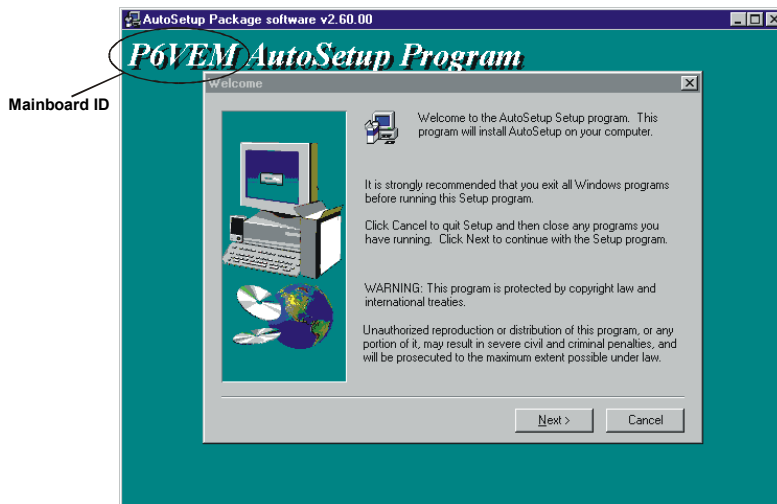 AutoSetup Package software v2.60.00
P6VEM AutoSetup Program
Mainboard ID
Welcome
Welcome to the AutoSetup Setup program. This
program will install AutoSetup on your computer.
It is strongly recommended that you exit all Windows programs
before running this Setup program.
Click Cancel to quit Setup and then close any programs you
have running. Click Next to continue with the Setup program.
WARNING: This program is protected by copyright law and
international treaties.
Unauthorized reproduction or distribution of this program, or any
portion of it, may result in severe civil and criminal penalties, and
will be prosecuted to the maximum extent possible under law.
Next >
Cancel